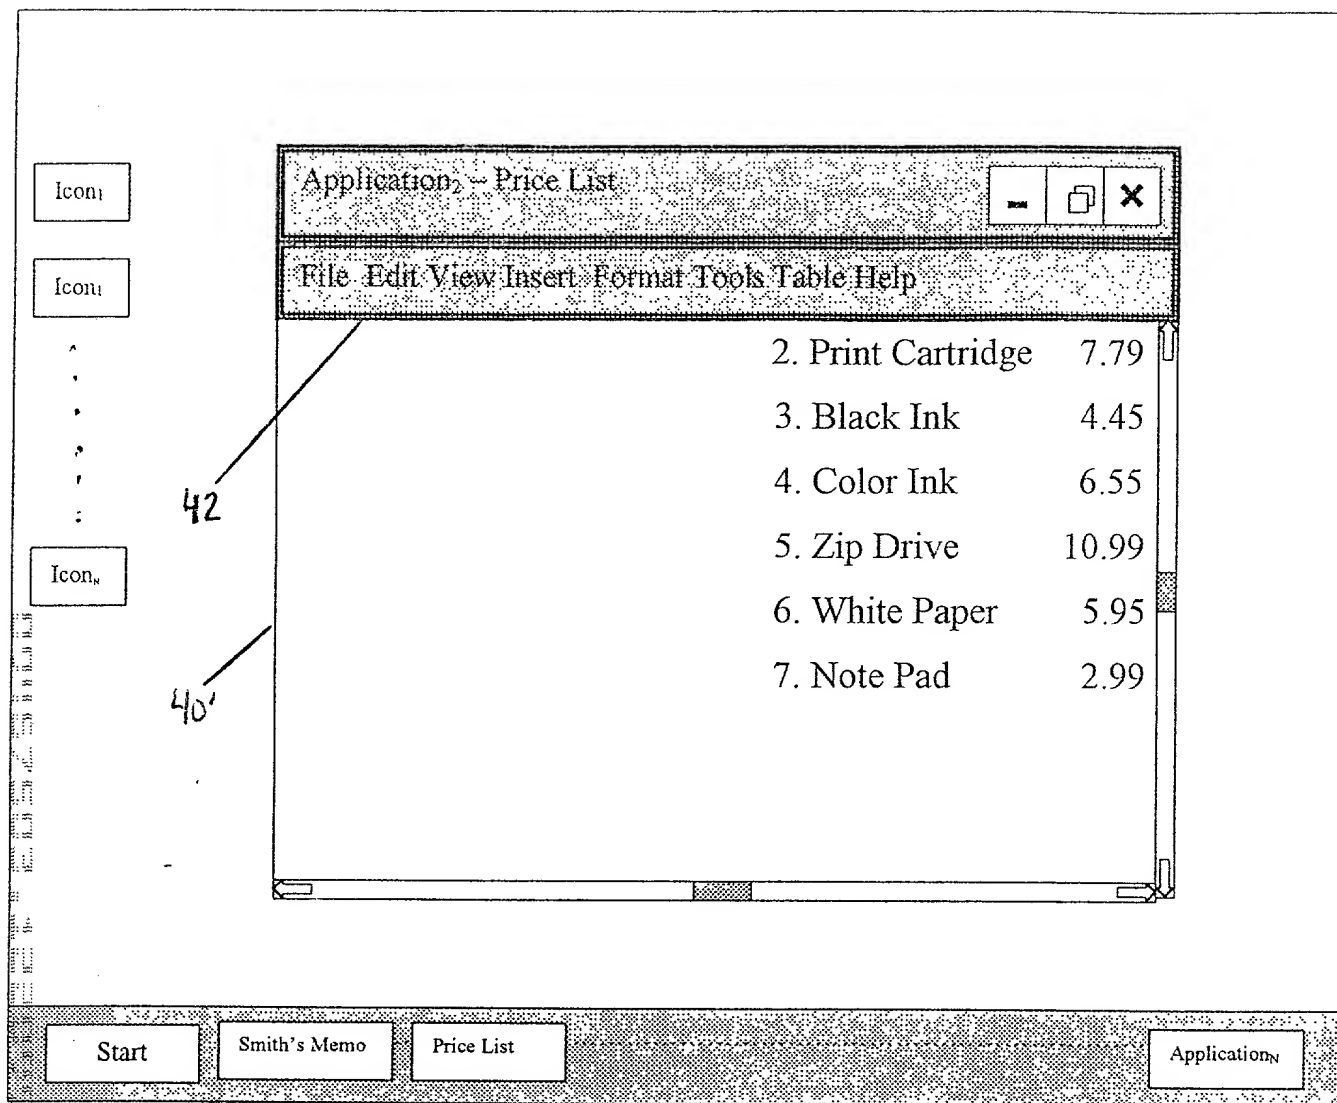 Application₂ – Price List
File Edit View Insert Format Tools Table Help
Icon₁
Icon₁
Iconₙ
2. Print Cartridge 7.79
3. Black Ink 4.45
4. Color Ink 6.55
5. Zip Drive 10.99
6. White Paper 5.95
7. Note Pad 2.99
42
40'
Start
Smith's Memo
Price List
Application_N